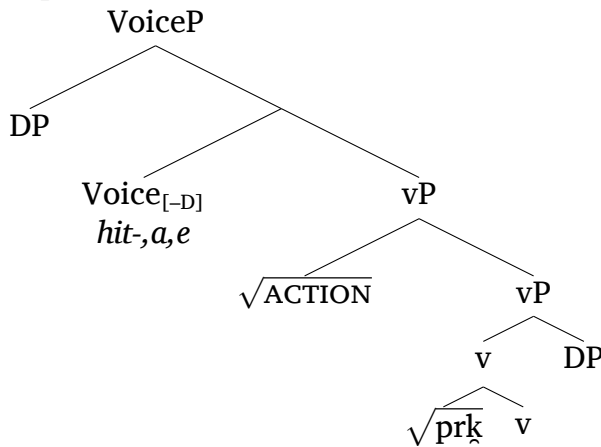 VoiceP
DP
Voice[–D] vP
hit-,a,e
√ACTION vP
v DP
√prk̯ v